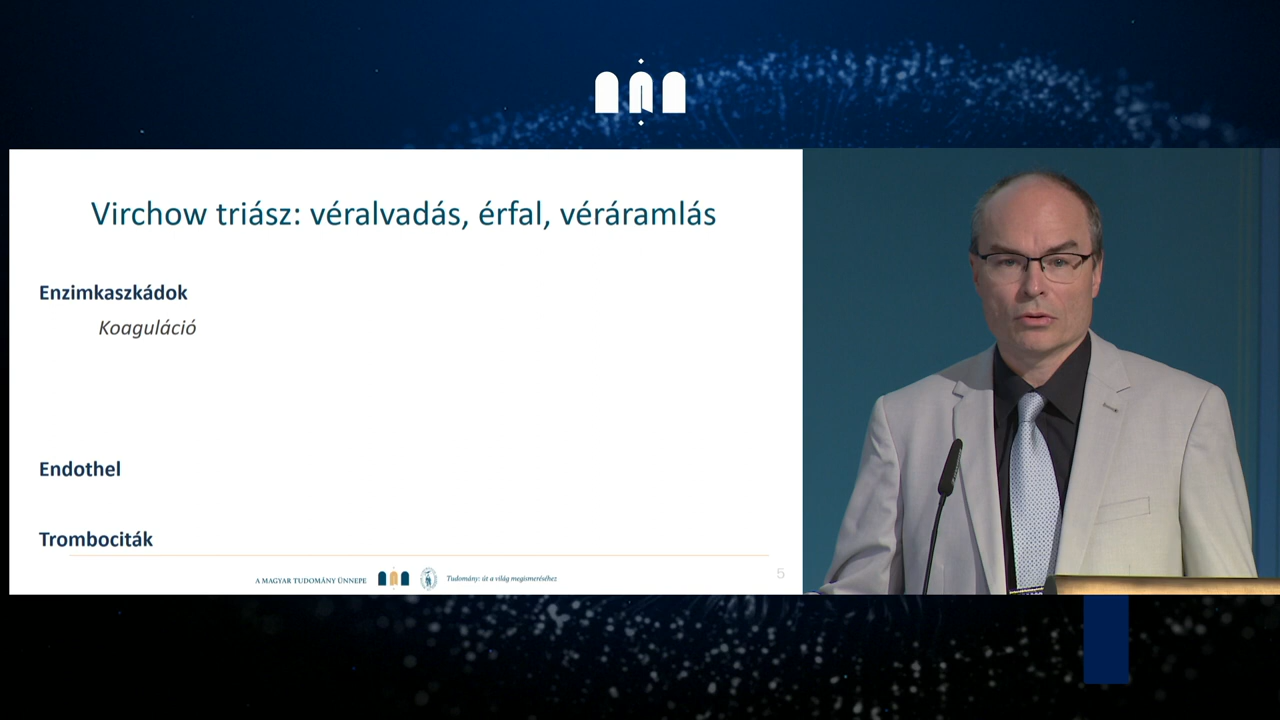 Virchow triász: véralvadás, érfal, véráramlás
Enzimkaszkádok
Koaguláció
Endothel
Trombociták
A MAGYAR TUDOMÁNY ÜNNEPE
Tudomány: út a világ megismeréséhez
5